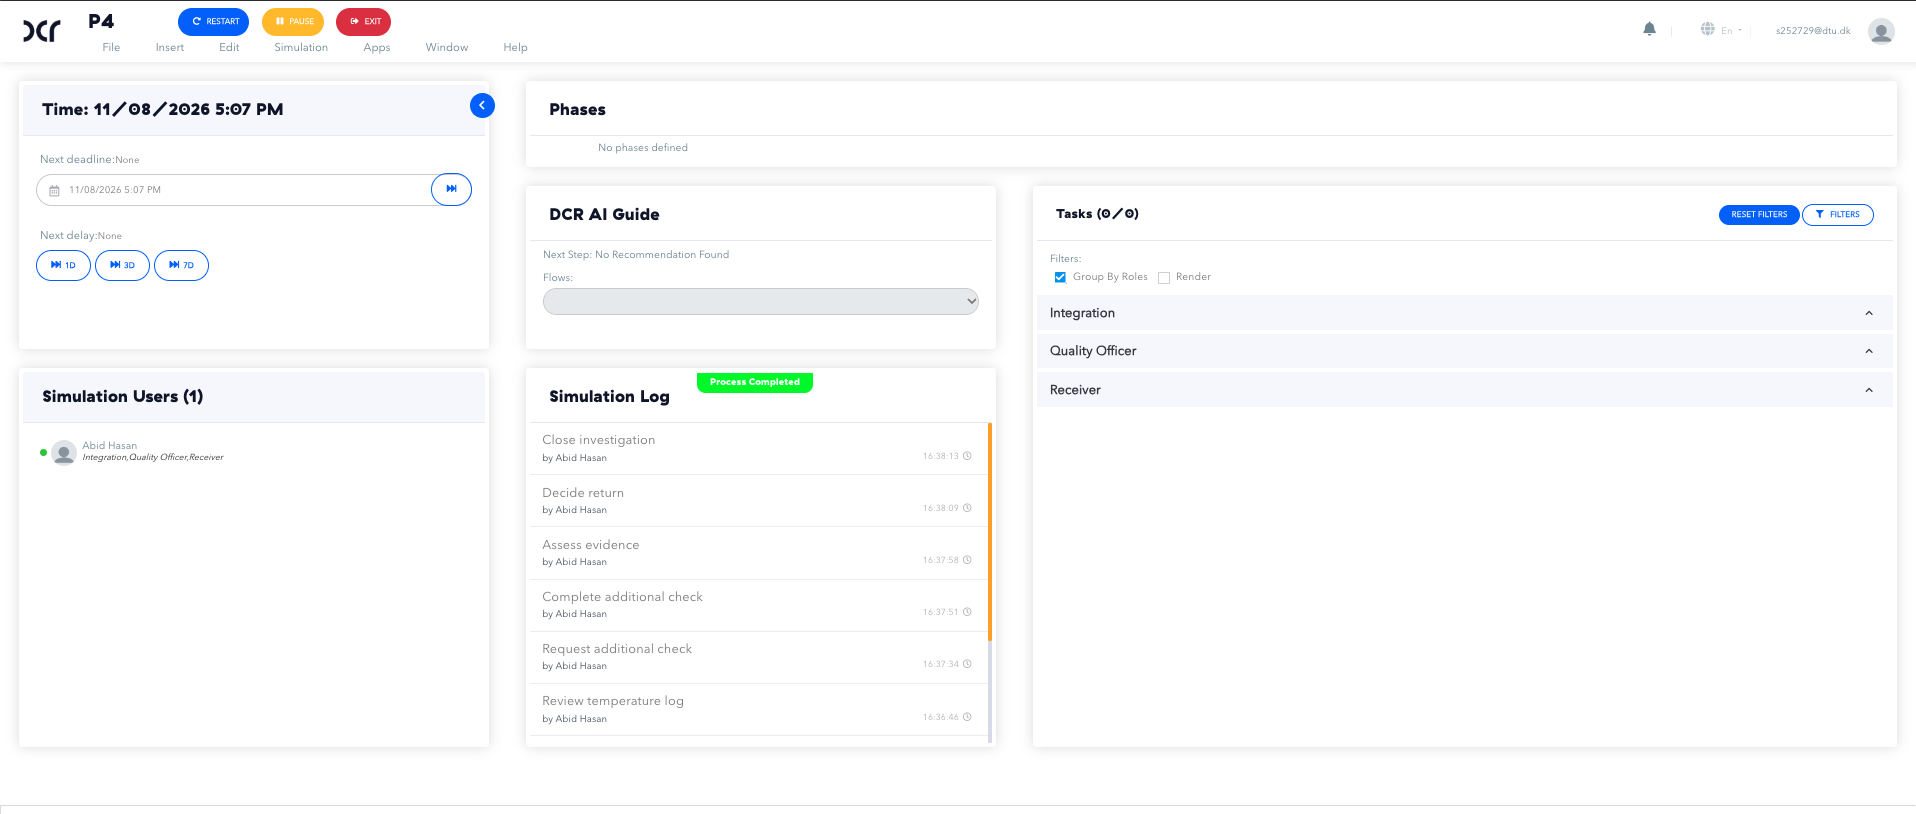 DCR
P4
RESTART
PAUSE
EXIT
File Insert Edit Simulation Apps Window Help
En
s252729@dtu.dk
Time: 11/08/2026 5:07 PM
Next deadline:None
11/08/2026 5:07 PM
Next delay:None
1D
3D
7D
Simulation Users (1)
Abid Hasan
Integration,Quality Officer,Receiver
Phases
No phases defined
DCR AI Guide
Next Step: No Recommendation Found
Flows:
Process Completed
Simulation Log
Close investigation
by Abid Hasan 16:38:13
Decide return
by Abid Hasan 16:38:09
Assess evidence
by Abid Hasan 16:37:58
Complete additional check
by Abid Hasan 16:37:51
Request additional check
by Abid Hasan 16:37:34
Review temperature log
by Abid Hasan 16:36:46
Tasks (0/0)
RESET FILTERS
FILTERS
Filters:
Group By Roles Render
Integration
Quality Officer
Receiver